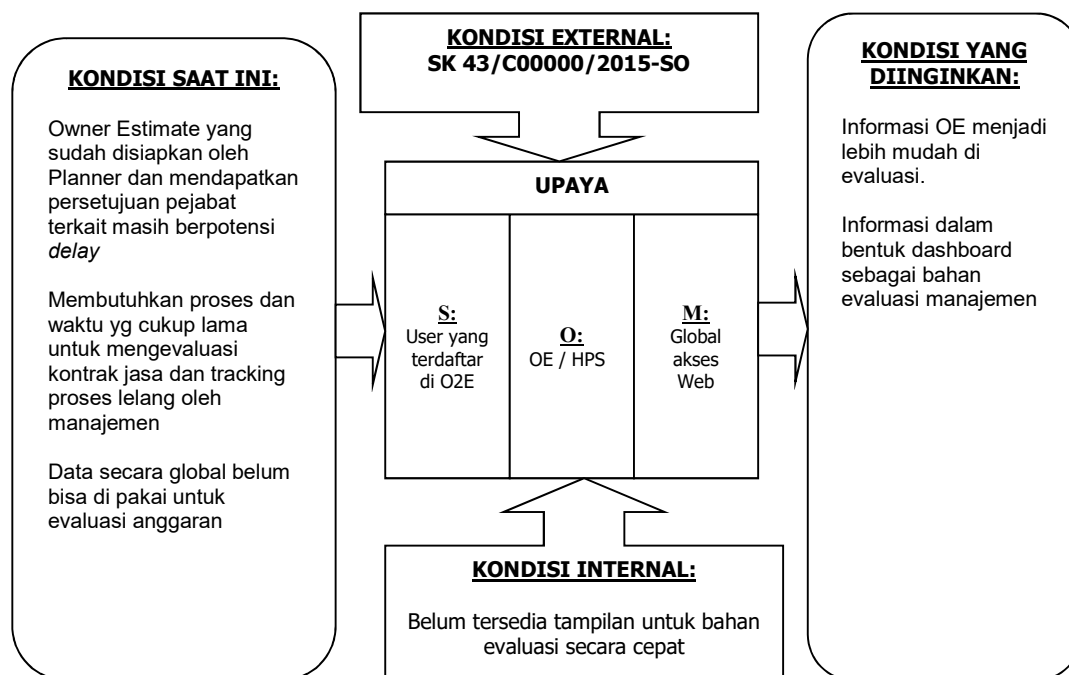 KONDISI SAAT INI:
Owner Estimate yang
sudah disiapkan oleh
Planner dan mendapatkan
persetujuan pejabat
terkait masih berpotensi
delay
Membutuhkan proses dan
waktu yg cukup lama
untuk mengevaluasi
kontrak jasa dan tracking
proses lelang oleh
manajemen
Data secara global belum
bisa di pakai untuk
evaluasi anggaran
KONDISI EXTERNAL:
SK 43/C00000/2015-SO
UPAYA
S:
User yang
terdaftar
di O2E
O:
OE / HPS
M:
Global
akses
Web
KONDISI INTERNAL:
Belum tersedia tampilan untuk bahan
evaluasi secara cepat
KONDISI YANG
DIINGINKAN:
Informasi OE menjadi
lebih mudah di
evaluasi.
Informasi dalam
bentuk dashboard
sebagai bahan
evaluasi manajemen